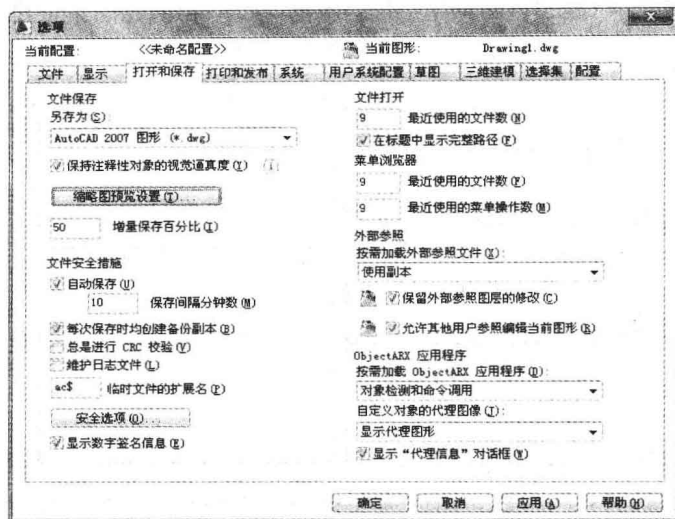 选项
当前配置: <<未命名配置>> 当前图形: Drawing1.dwg
文件 显示 打开和保存 打印和发布 系统 用户系统配置 草图 三维建模 选择集 配置
文件保存
另存为(S):
AutoCAD 2007 图形 (*.dwg)
保持注释性对象的视觉逼真度(Y)
缩略图预览设置(T)...
50 增量保存百分比(I)
文件安全措施
自动保存(U)
10 保存间隔分钟数(M)
每次保存时均创建备份副本(B)
总是进行 CRC 校验(V)
维护日志文件(L)
ac$ 临时文件的扩展名(P)
安全选项(O)...
显示数字签名信息(E)
文件打开
9 最近使用的文件数(N)
在标题中显示完整路径(F)
菜单浏览器
9 最近使用的文件数(F)
9 最近使用的菜单操作数(M)
外部参照
按需加载外部参照文件(X):
使用副本
保留外部参照图层的修改(C)
允许其他用户参照编辑当前图形(R)
ObjectARX 应用程序
按需加载 ObjectARX 应用程序(D):
对象检测和命令调用
自定义对象的代理图像(J):
显示代理图形
显示“代理信息”对话框(W)
确定 取消 应用(A) 帮助(H)